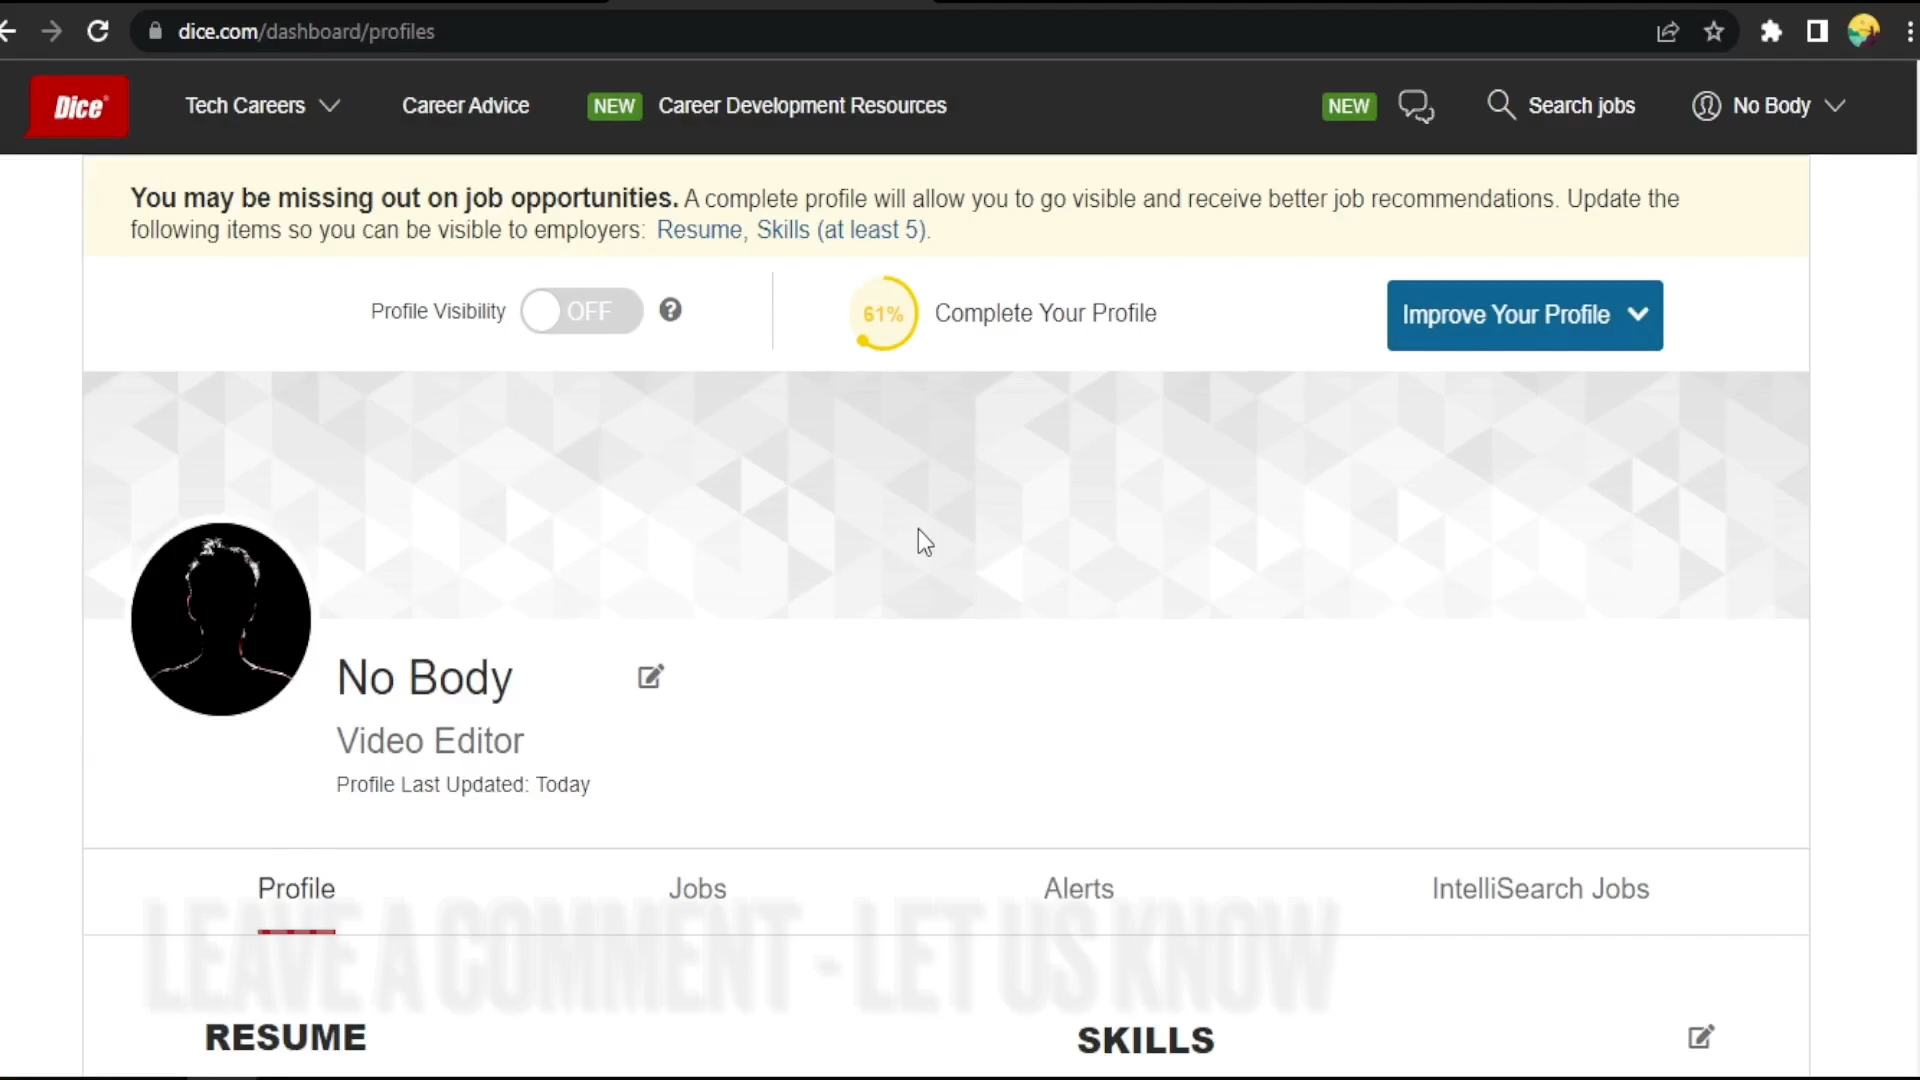 dice.com/dashboard/profiles
Dice
Tech Careers
Career Advice
NEW
Career Development Resources
NEW
Search jobs
No Body
You may be missing out on job opportunities. A complete profile will allow you to go visible and receive better job recommendations. Update the
following items so you can be visible to employers: Resume, Skills (at least 5).
Profile Visibility
OFF
?
61%
Complete Your Profile
Improve Your Profile
No Body
Video Editor
Profile Last Updated: Today
Profile
Jobs
Alerts
IntelliSearch Jobs
LEAVE A COMMENT - LET US KNOW
RESUME
SKILLS